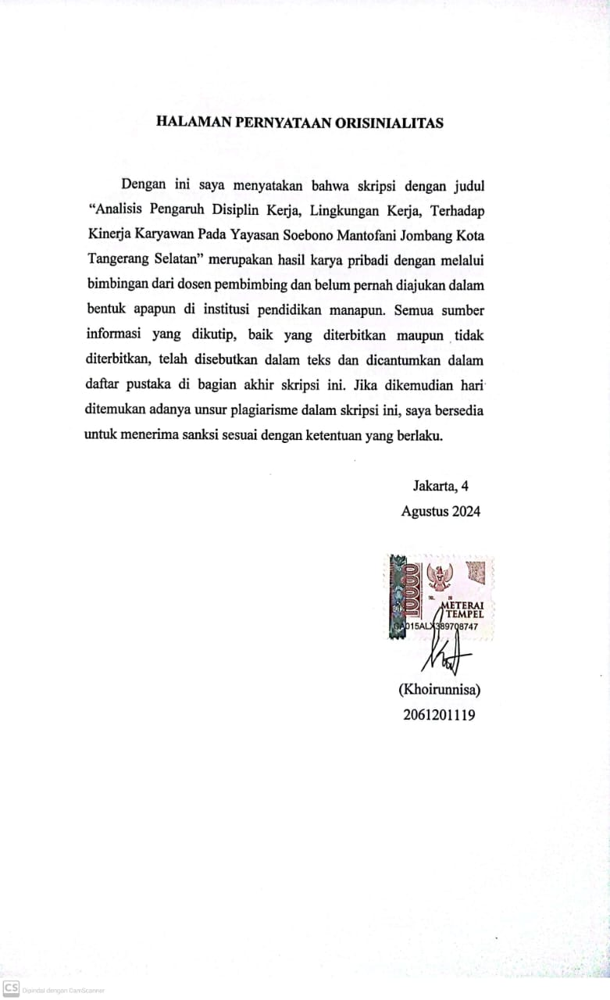 HALAMAN PERNYATAAN ORISINIALITAS
Dengan ini saya menyatakan bahwa skripsi dengan judul
“Analisis Pengaruh Disiplin Kerja, Lingkungan Kerja, Terhadap
Kinerja Karyawan Pada Yayasan Soebono Mantofani Jombang Kota
Tangerang Selatan” merupakan hasil karya pribadi dengan melalui
bimbingan dari dosen pembimbing dan belum pernah diajukan dalam
bentuk apapun di institusi pendidikan manapun. Semua sumber
informasi yang dikutip, baik yang diterbitkan maupun tidak
diterbitkan, telah disebutkan dalam teks dan dicantumkan dalam
daftar pustaka di bagian akhir skripsi ini. Jika dikemudian hari
ditemukan adanya unsur plagiarisme dalam skripsi ini, saya bersedia
untuk menerima sanksi sesuai dengan ketentuan yang berlaku.
Jakarta, 4
Agustus 2024
10000
TGL. 20
METERAI
TEMPEL
GA015ALX389708747
(Khoirunnisa)
2061201119
CS Dipindai dengan CamScanner